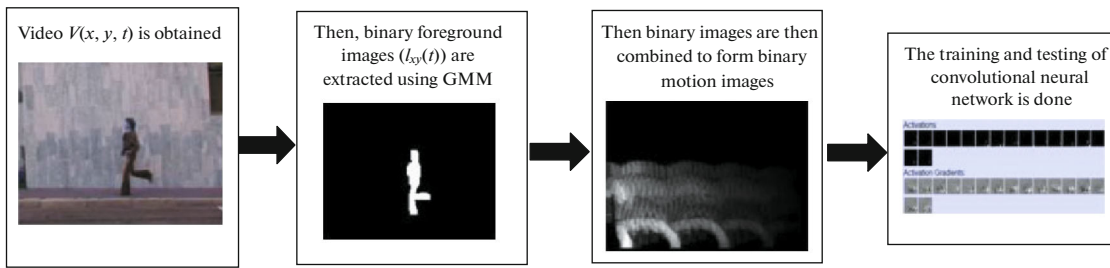 Video V(x, y, t) is obtained
Then, binary foreground
images (l_xy(t)) are
extracted using GMM
Then binary images are then
combined to form binary
motion images
The training and testing of
convolutional neural
network is done
Activations
Activation Gradients